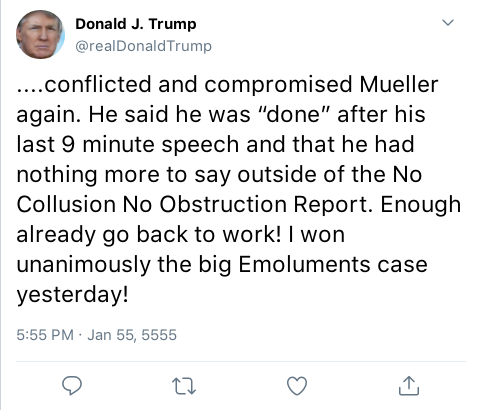 Donald J. Trump
@realDonaldTrump
....conflicted and compromised Mueller
again. He said he was “done” after his
last 9 minute speech and that he had
nothing more to say outside of the No
Collusion No Obstruction Report. Enough
already go back to work! I won
unanimously the big Emoluments case
yesterday!
5:55 PM · Jan 55, 5555